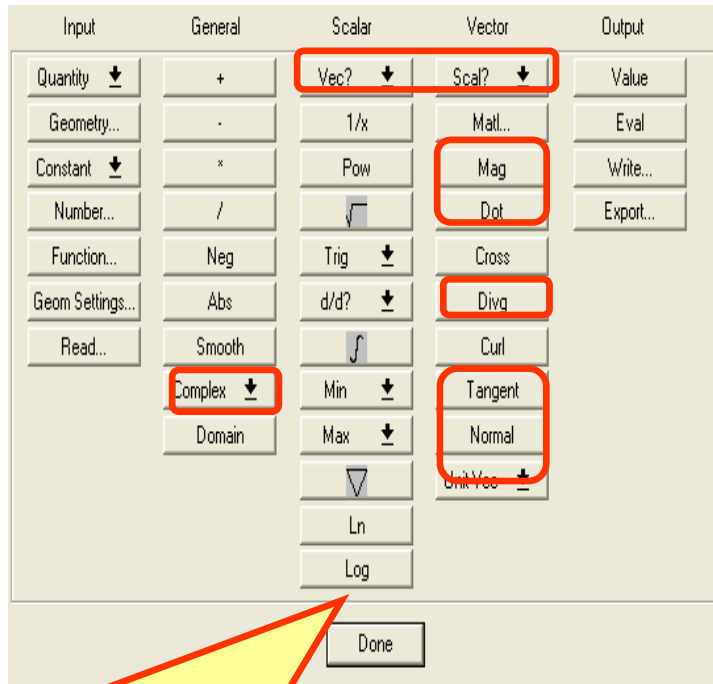 Input General Scalar Vector Output
Quantity + Vec? Scal? Value
Geometry... - 1/x Matl... Eval
Constant * Pow Mag Write...
Number... / √ Dot Export...
Function... Neg Trig Cross
Geom Settings... Abs d/d? Divg
Read... Smooth ∫ Curl
Complex Min Tangent
Domain Max Normal
▽ Unit Vec
Ln
Log
Done